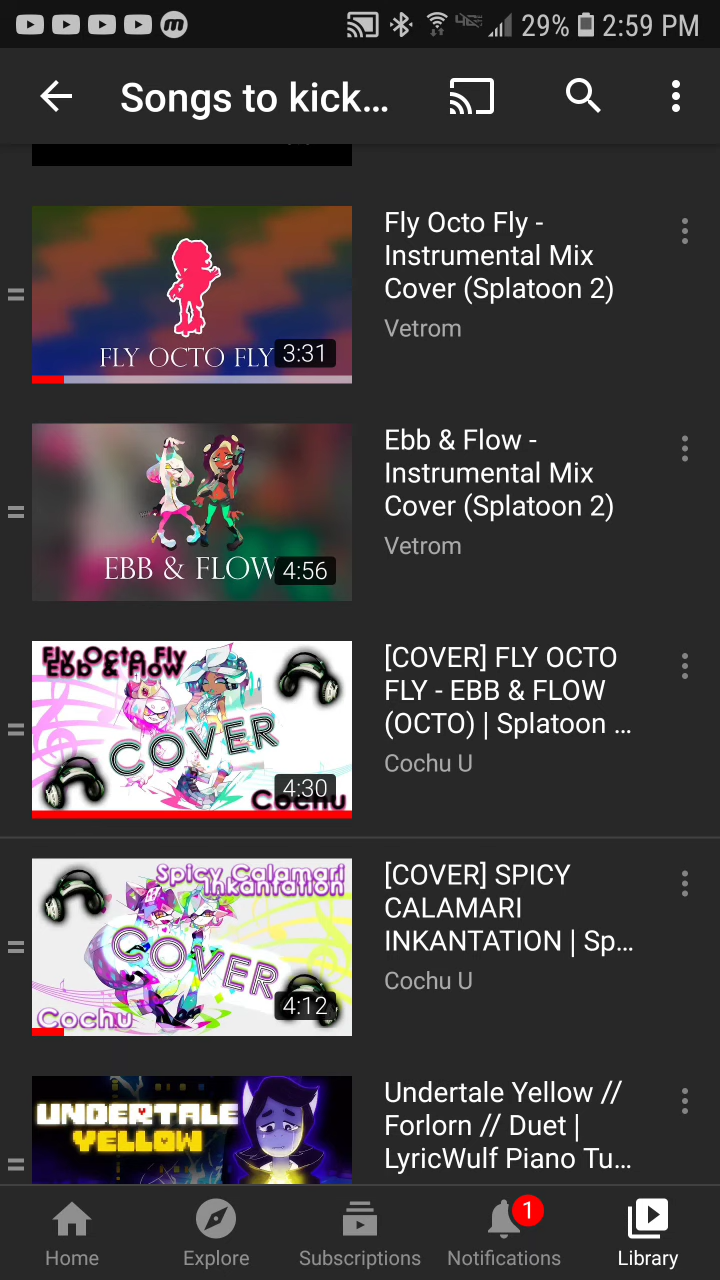 29% 2:59 PM
Songs to kick...
Fly Octo Fly -
Instrumental Mix
Cover (Splatoon 2)
Vetrom
FLY OCTO FLY
3:31
Ebb & Flow -
Instrumental Mix
Cover (Splatoon 2)
Vetrom
EBB & FLOW
4:56
Fly Octo Fly
Ebb & Flow
COVER
4:30
Cochu
[COVER] FLY OCTO
FLY - EBB & FLOW
(OCTO) | Splatoon ...
Cochu U
Spicy Calamari
Inkantation
COVER
4:12
Cochu
[COVER] SPICY
CALAMARI
INKANTATION | Sp...
Cochu U
UNDERTALE
YELLOW
Undertale Yellow //
Forlorn // Duet |
LyricWulf Piano Tu...
1
Home Explore Subscriptions Notifications Library